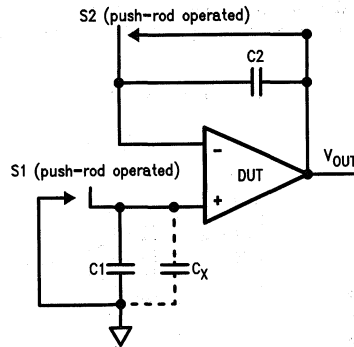 S2 (push-rod operated)
C2
-
DUT
VOUT
S1 (push-rod operated)
+
C1
CX